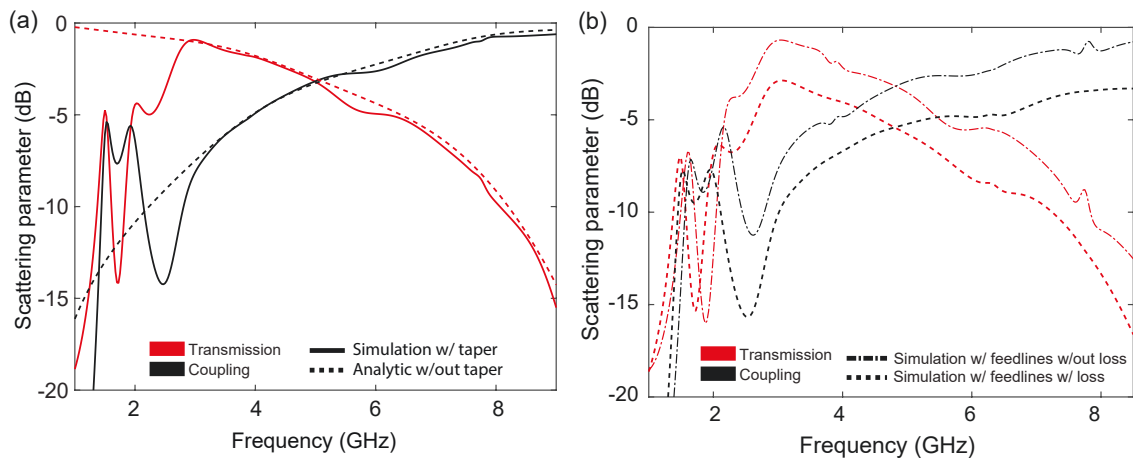 (a)
Scattering parameter (dB)
0
-5
-10
-15
-20
2
4
6
8
Frequency (GHz)
Transmission
Coupling
Simulation w/ taper
Analytic w/out taper
(b)
Scattering parameter (dB)
0
-5
-10
-15
-20
2
4
6
8
Frequency (GHz)
Transmission
Coupling
Simulation w/ feedlines w/out loss
Simulation w/ feedlines w/ loss